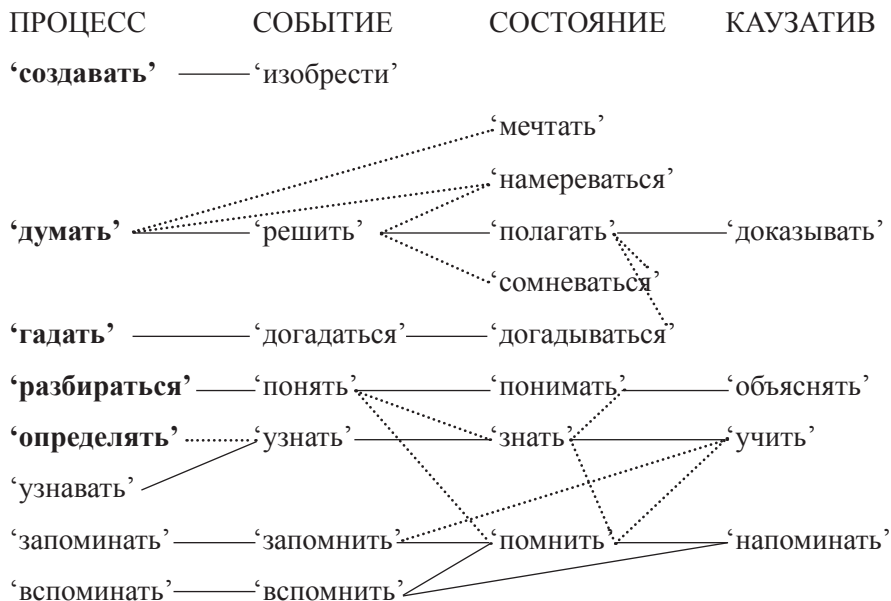 ПРОЦЕСС СОБЫТИЕ СОСТОЯНИЕ КАУЗАТИВ
‘создавать’ ‘изобрести’
‘мечтать’
‘намереваться’
‘думать’ ‘решить’ ‘полагать’ ‘доказывать’
‘сомневаться’
‘гадать’ ‘догадаться’ ‘догадываться’
‘разбираться’ ‘понять’ ‘понимать’ ‘объяснять’
‘определять’ ‘узнать’ ‘знать’ ‘учить’
‘узнавать’
‘запоминать’ ‘запомнить’ ‘помнить’ ‘напоминать’
‘вспоминать’ ‘вспомнить’